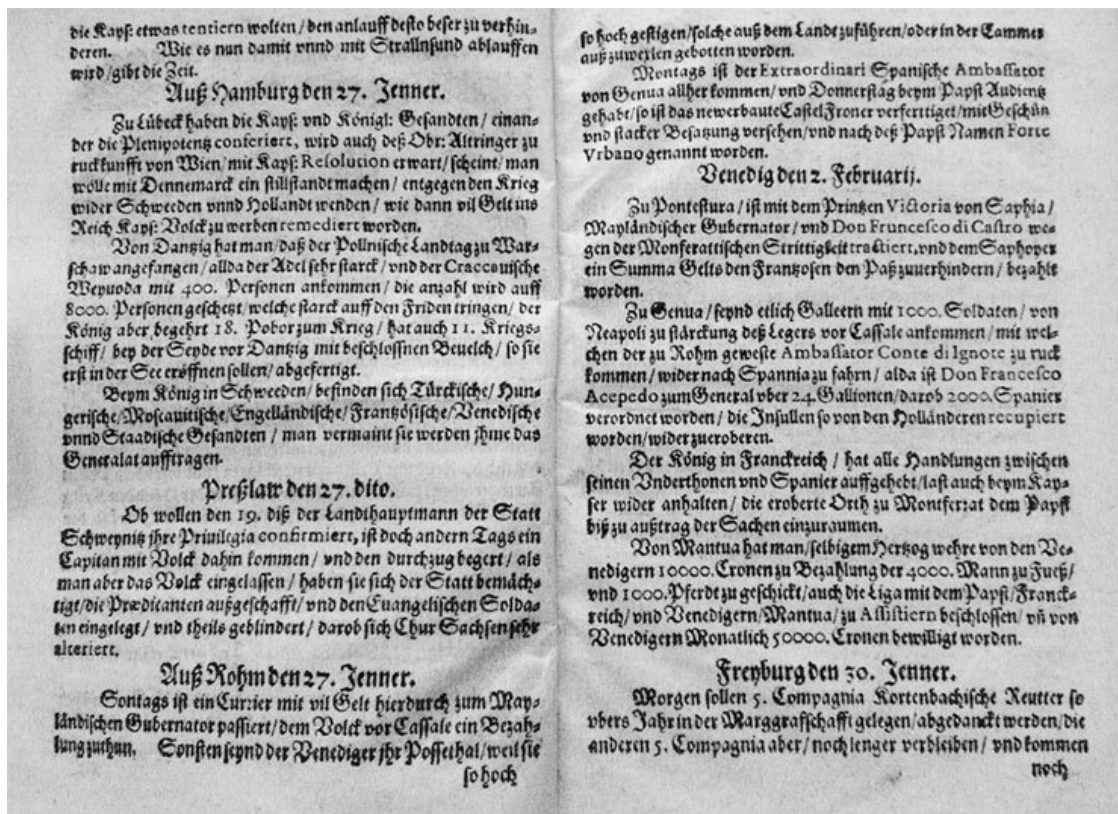 die Kays: etwas tentiern wolten / den anlauff desto beser zu verhin-
deren. Wie es nun damit vnnd mit Strallnsund ablauffen
wird / gibt die Zeit.
Auß Hamburg den 27. Jenner.
Zu Lübeck haben die Kays: vnd Königl: Gesandten / einan-
der die Plenipotentz conferiert, wird auch deß Obr: Altringer zu
ruckkunfft von Wien / mit Kays: Resolution erwart / scheint / man
wölle mit Dennemarck ein stillstandt machen / entgegen den Krieg
wider Schweeden vnnd Hollandt wenden / wie dann vil Gelt ins
Reich Kays: Volck zu werben remediert worden.
Von Dantzig hat man / daß der Pollnische Landtag zu War-
schaw angefangen / allda der Adel sehr starck / vnd der Craccouische
Weyuoda mit 400. Personen ankommen / die anzahl wird auff
8000. Personen geschetzt / welche starck auff den Friden tringen / der
König aber begehrt 18. Pobor zum Krieg / hat auch 11. Kriegs-
schiff / bey der Seyde vor Dantzig mit beschlossnen Beuelch / so sie
erst in der See eröffnen sollen / abgefertigt.
Beym König in Schweeden / befinden sich Türckische / Hun-
gerische / Moscauitische / Engelländische / Frantzösische / Venedische
vnnd Staadische Gesandten / man vermaint sie werden jhme das
Generalat aufftragen.
Preßlaw den 27. dito.
Ob wollen den 19. diß der Landthauptmann der Statt
Schweynitz jhre Priuilegia confirmiert, ist doch andern Tags ein
Capitan mit Volck dahin kommen / vnd den durchzug begert / als
man aber das Volck eingelassen / haben sie sich der Statt bemäch-
tigt / die Prædicanten außgeschafft / vnd den Euangelischen Solda-
ten eingelegt / vnd theils geblindert / darob sich Chur Sachsen sehr
alteriert.
Auß Rohm den 27. Jenner.
Sontags ist ein Currier mit vil Gelt hierdurch zum May-
ländischen Gubernator passiert / dem Volck vor Cassale ein Bezah-
lung zuthun. Sonsten seynd der Venediger jhr Posset hal / weil sie
so hoch
so hoch gestigen / solche auß dem Landt zuführen / oder in der Cammer
auß zuwexlen gebotten worden.
Montags ist der Extraordinari Spanische Ambassator
von Genua allher kommen / vnd Donnerstag beym Papst Audientz
gehabt / so ist das newerbaute Castel Froner verfertiget / mit Geschütz
vnd starcker Besatzung versehen / vnd nach deß Papst Namen Forte
Vrbano genannt worden.
Venedig den 2. Februarij.
Zu Pontestura / ist mit dem Printzen Victoria von Saphia /
Mayländischer Gubernator / vnd Don Fruncesco di Castro we-
gen der Monferattischen Strittigkeit tractiert, vnd dem Saphoyer
ein Summa Gelts den Frantzosen den Paß zuuerhindern / bezahlt
worden.
Zu Genua / seynd etlich Galleern mit 1000. Soldaten / von
Neapoli zu stärckung deß Legers vor Cassale ankommen / mit wel-
chen der zu Rohm geweste Ambassator Conte di Ignote zu ruck
kommen / wider nach Spannia zu fahrn / alda ist Don Francesco
Acepedo zum General vber 24. Gallionen / darob 2000. Spanier
verordnet worden / die Insullen so von den Holländeren recupiert
worden / wider zueroberen.
Der König in Franckreich / hat alle Handlungen zwischen
seinen Vnderthonen vnd Spanier auffgehebt / last auch beym Kay-
ser wider anhalten / die eroberte Orth zu Montferrat dem Papst
biß zu außtrag der Sachen einzuraumen.
Von Mantua hat man / selbigem Hertzog wehre von den Ve-
nedigern 10000. Cronen zu Bezahlung der 4000. Mann zu Fueß /
vnd 1000. Pferdt zu geschickt / auch die Liga mit dem Papst / Franck-
reich / vnd Venedigern / Mantua / zu Assistiern beschlossen / vñ von
Venedigern Monatlich 50000. Cronen bewilligt worden.
Freyburg den 30. Jenner.
Morgen sollen 5. Compagnia Kortenbachische Reutter so
vbers Jahr in der Marggraffschafft gelegen / abgedanckt werden / die
anderen 5. Compagnia aber / noch lenger verbleiben / vnd kommen
noch